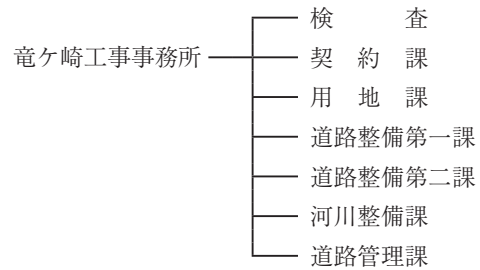 検査
竜ケ崎工事事務所
契約課
用地課
道路整備第一課
道路整備第二課
河川整備課
道路管理課